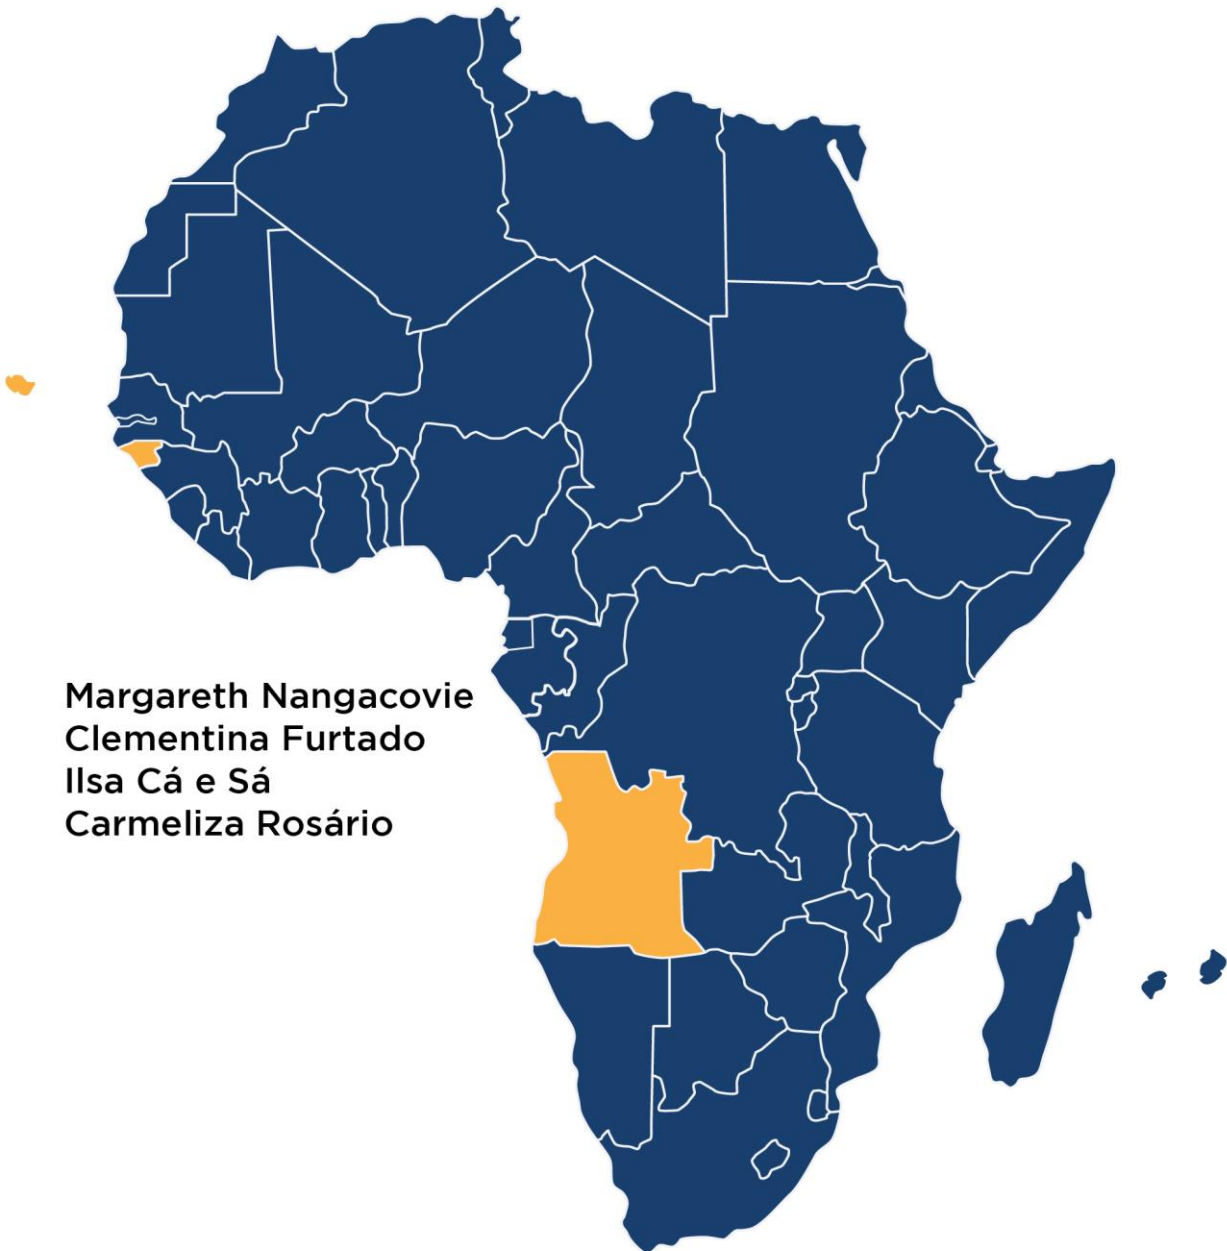 Margareth Nangacovie
Clementina Furtado
Ilsa Cá e Sá
Carmeliza Rosário